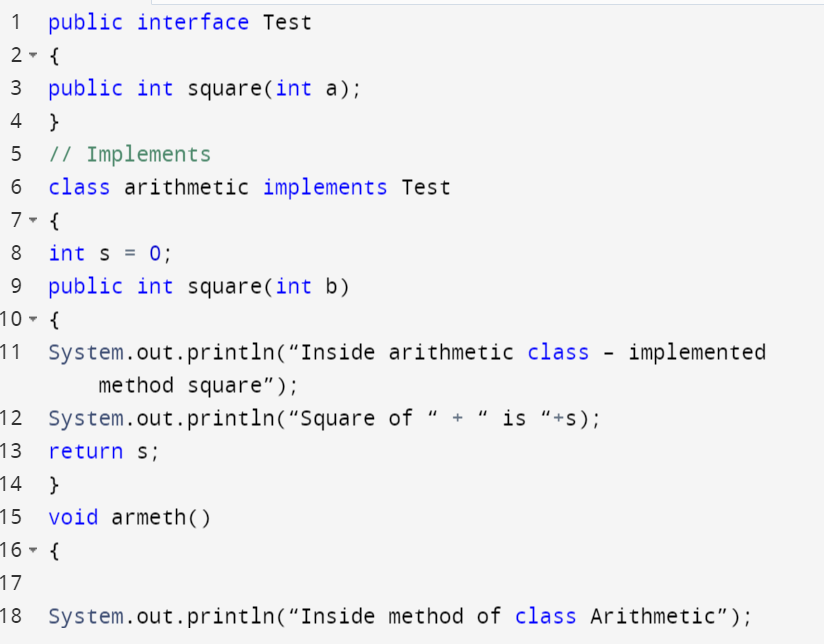 1 public interface Test
2 {
3 public int square(int a);
4 }
5 // Implements
6 class arithmetic implements Test
7 {
8 int s = 0;
9 public int square(int b)
10 {
11 System.out.println(“Inside arithmetic class – implemented
method square”);
12 System.out.println(“Square of “ + “ is “+s);
13 return s;
14 }
15 void armeth()
16 {
17
18 System.out.println(“Inside method of class Arithmetic”);